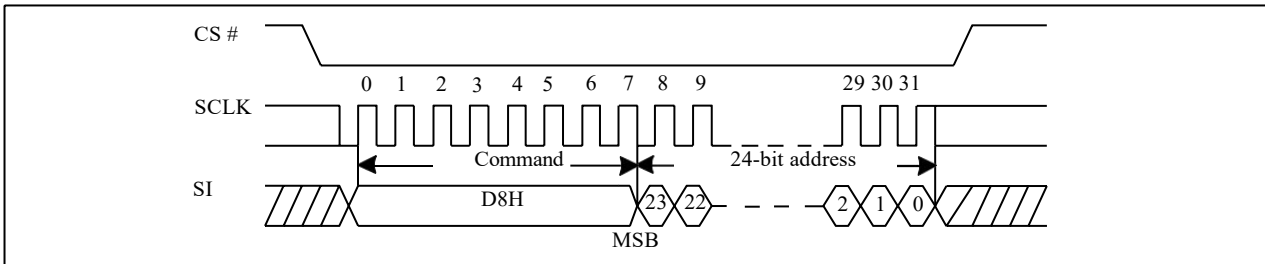 CS #
0 1 2 3 4 5 6 7 8 9 29 30 31
SCLK
Command 24-bit address
SI D8H 23 22 2 1 0
MSB